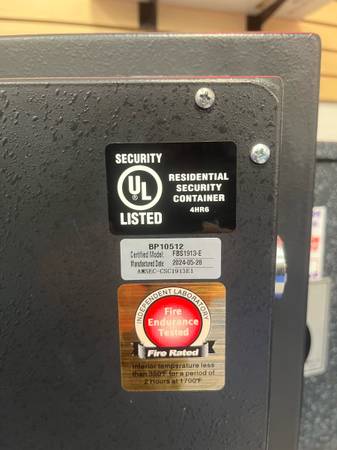 SECURITY
UL
LISTED
RESIDENTIAL
SECURITY
CONTAINER
4HR6
BP10512
Certified Model: FBS1913-E
Manufactured Date: 2024-05-28
AMSEC-CSC1913E1
INDEPENDENT LABORATORY
Fire
Endurance
Tested
Fire Rated
Interior temperature less
than 350°F for a period of
2 Hours at 1700°F